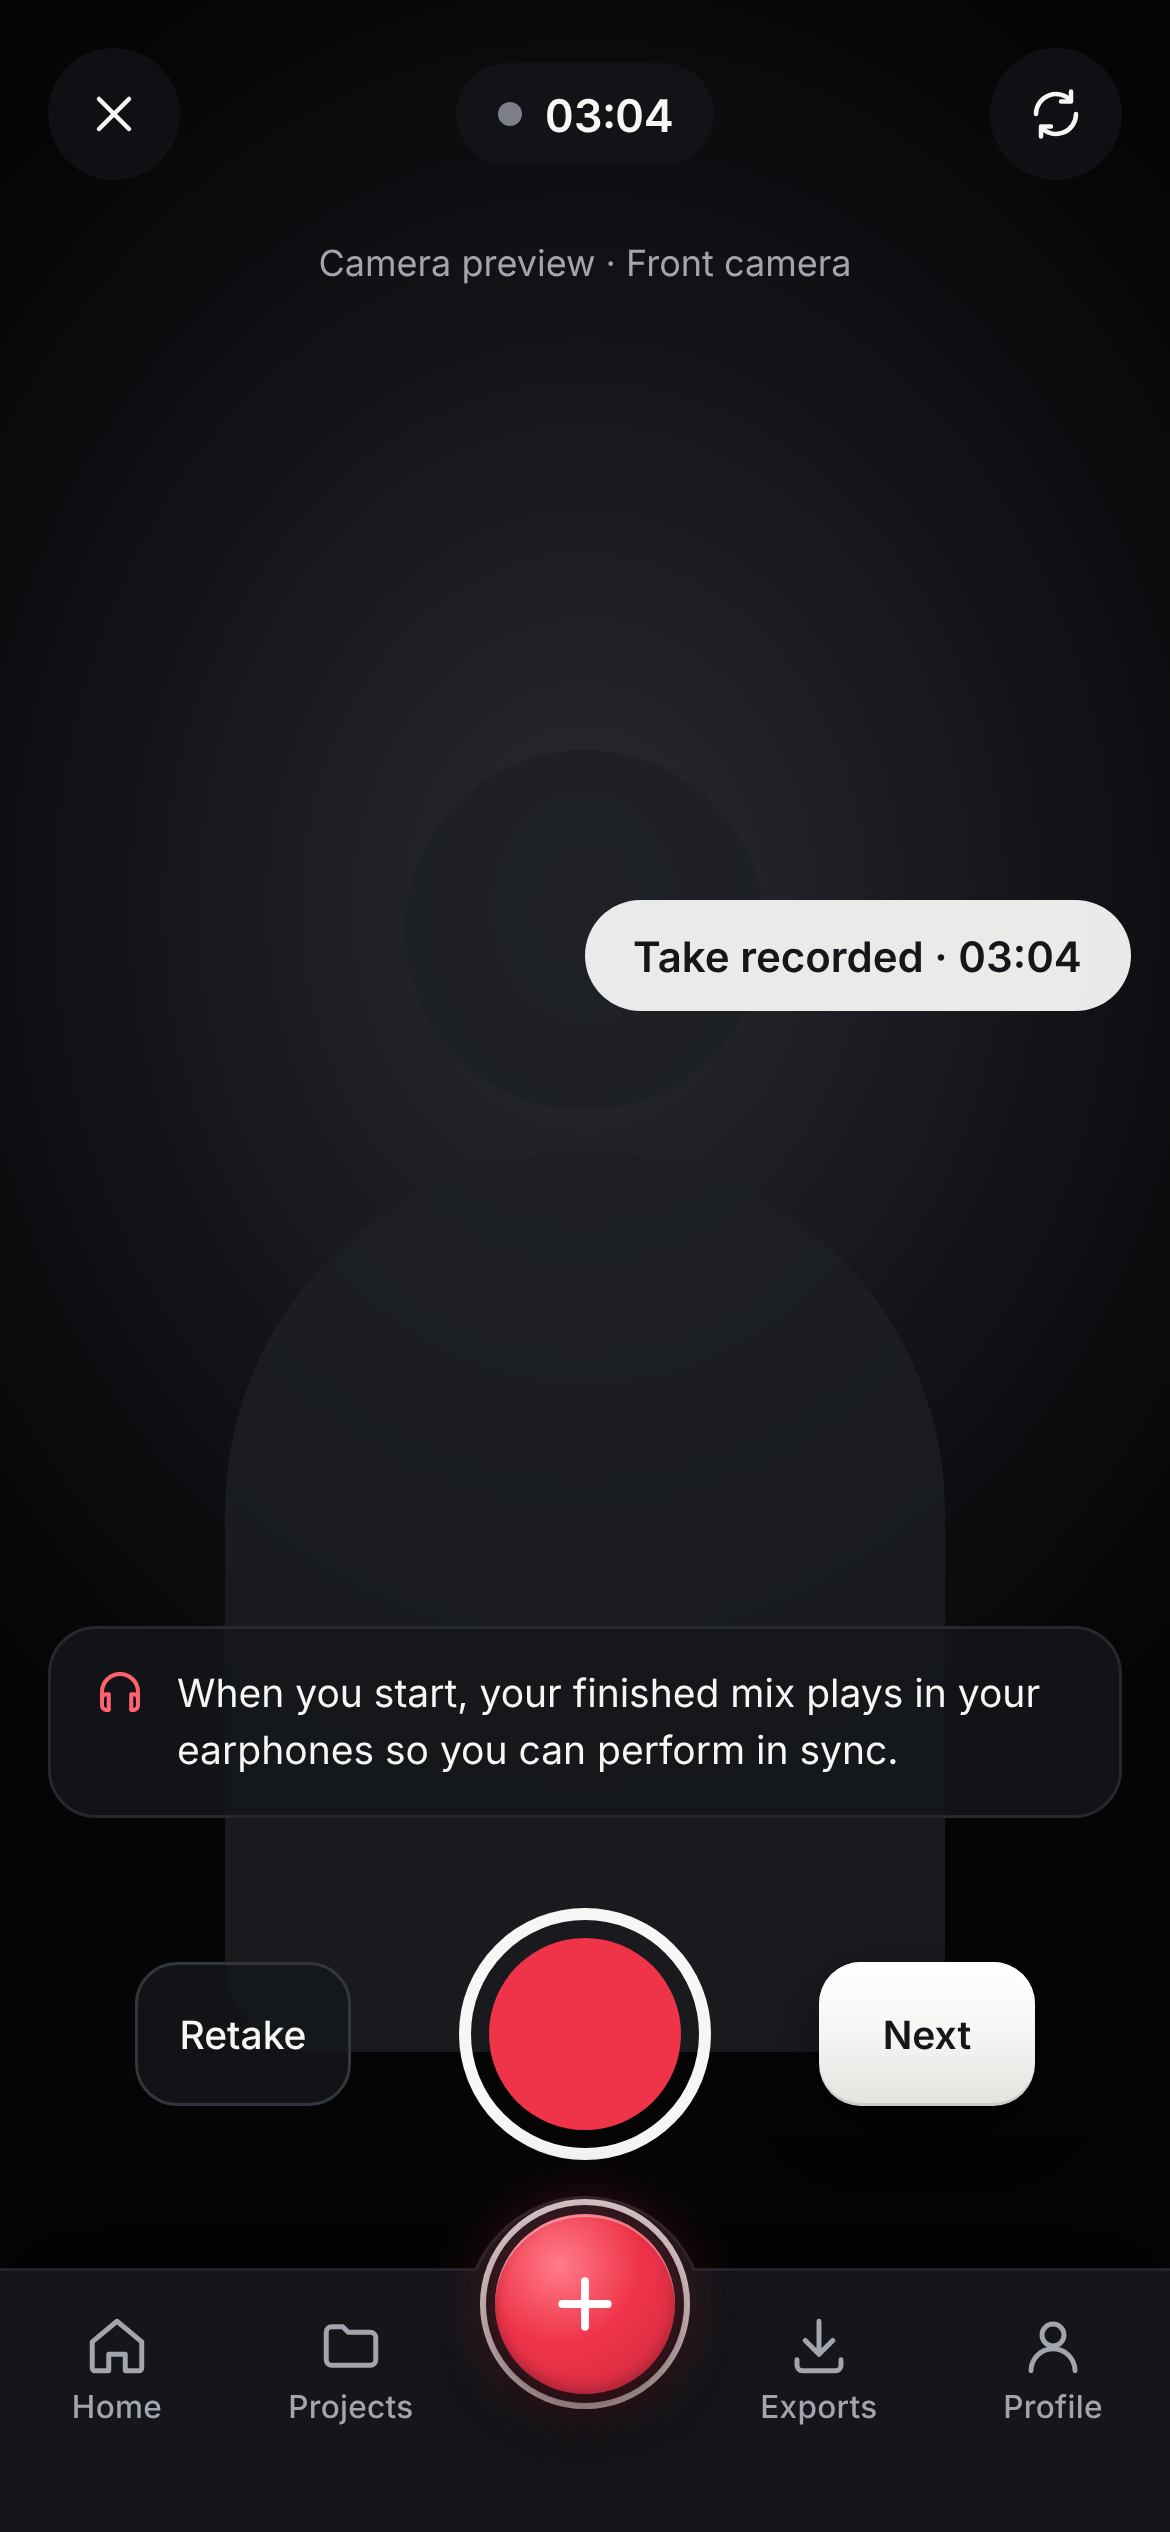 03:04
Camera preview · Front camera
Take recorded · 03:04
When you start, your finished mix plays in your
earphones so you can perform in sync.
Retake
Next
Home
Projects
Exports
Profile